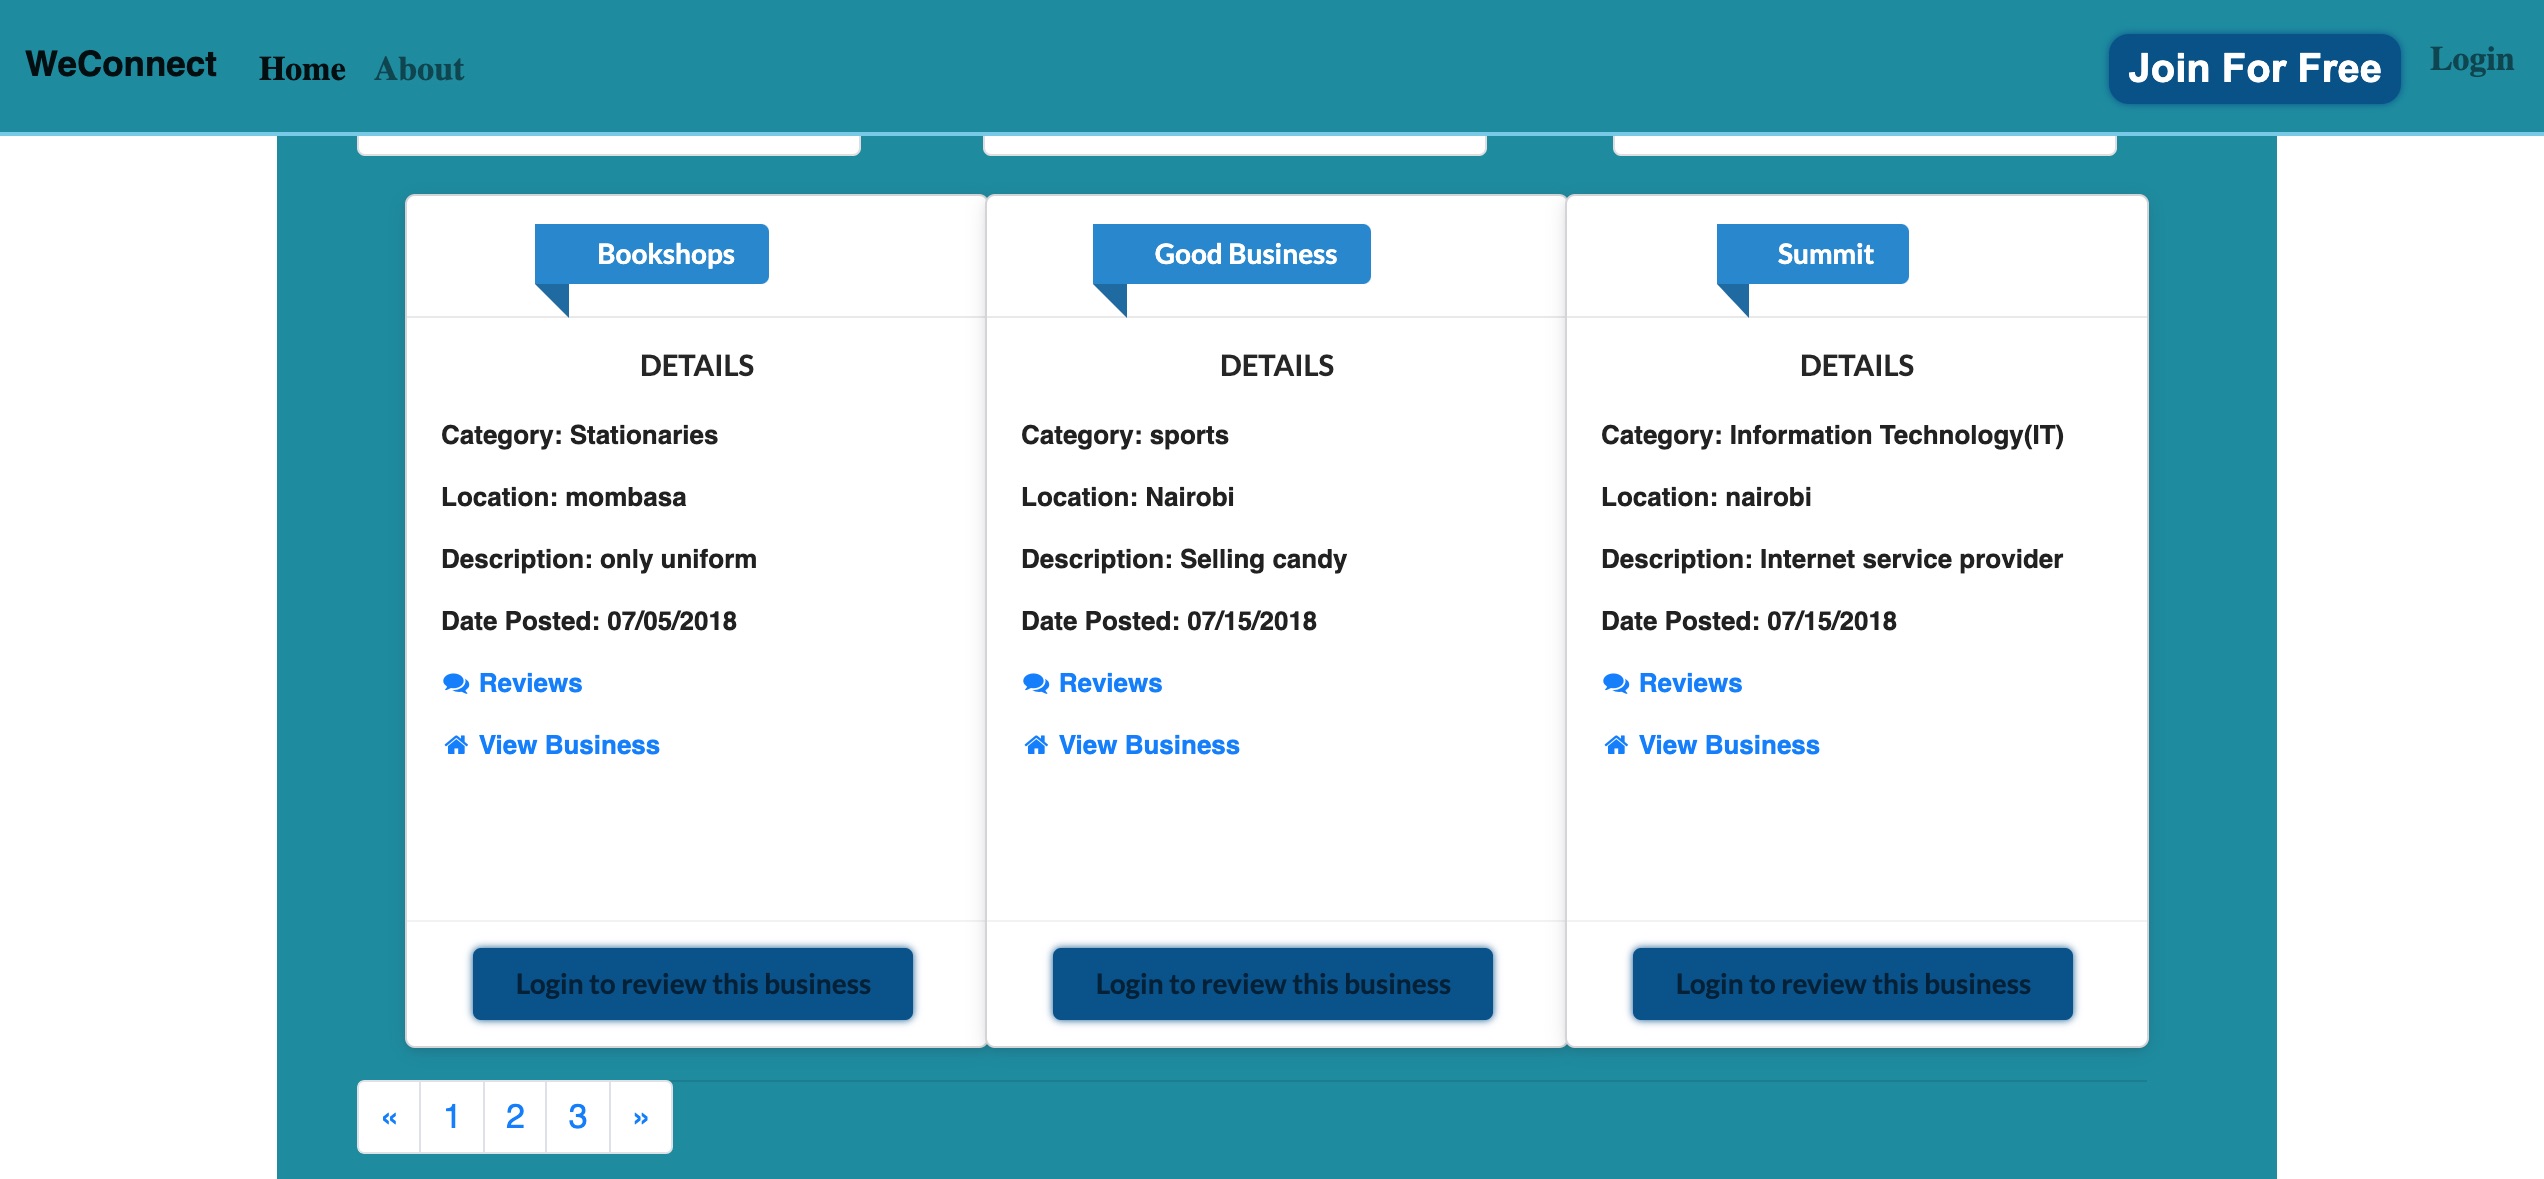 WeConnect Home About Join For Free Login
Bookshops
DETAILS
Category: Stationaries
Location: mombasa
Description: only uniform
Date Posted: 07/05/2018
Reviews
View Business
Login to review this business
Good Business
DETAILS
Category: sports
Location: Nairobi
Description: Selling candy
Date Posted: 07/15/2018
Reviews
View Business
Login to review this business
Summit
DETAILS
Category: Information Technology(IT)
Location: nairobi
Description: Internet service provider
Date Posted: 07/15/2018
Reviews
View Business
Login to review this business
« 1 2 3 »